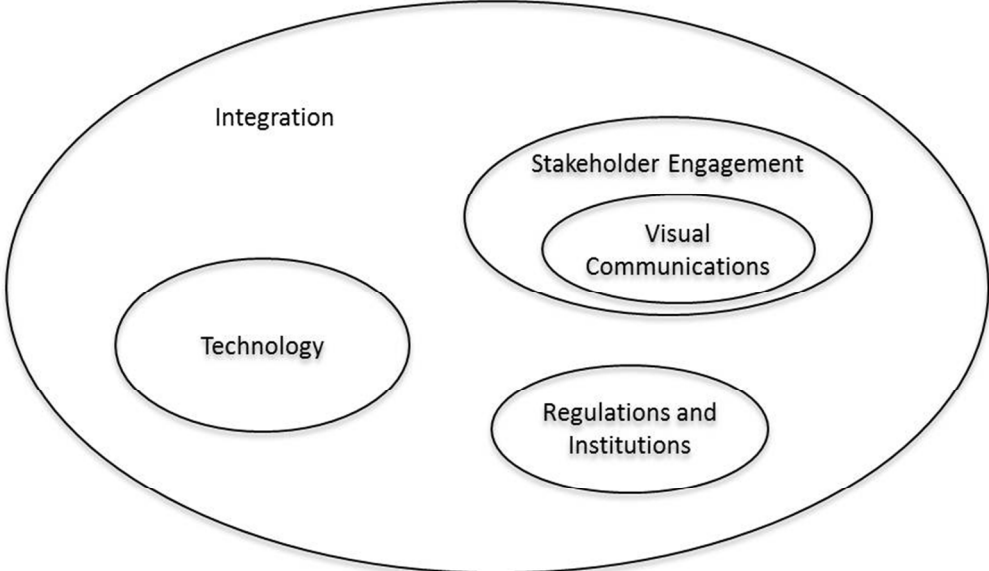 Integration
Stakeholder Engagement
Visual
Communications
Technology
Regulations and
Institutions